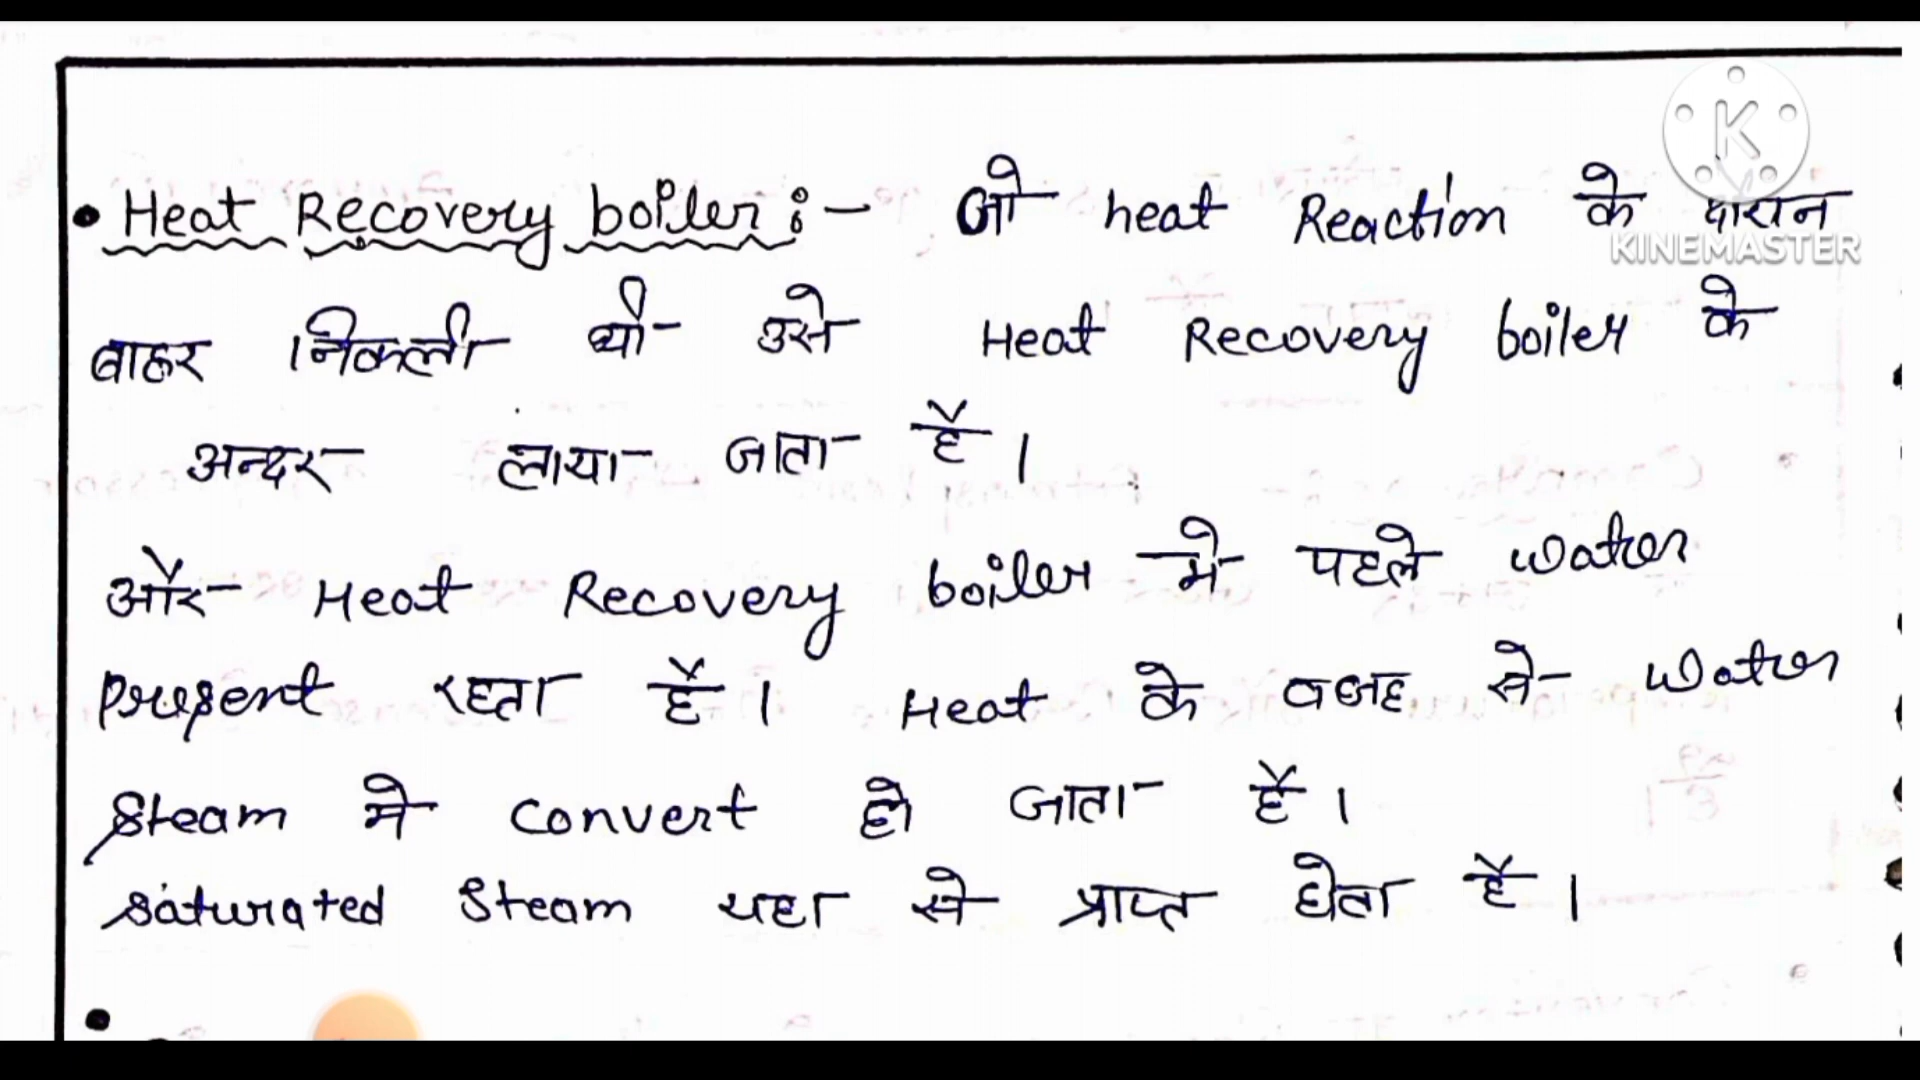 • Heat Recovery boiler :- जो heat Reaction के दौरान
बाहर निकली थी उसे Heat Recovery boiler के
अन्दर लाया जाता है।
और Heat Recovery boiler मे पहले water
present रहता है। Heat के वजह से water
Steam मे convert हो जाता है।
saturated Steam यहा से प्राप्त होता है।
K
KINEMASTER